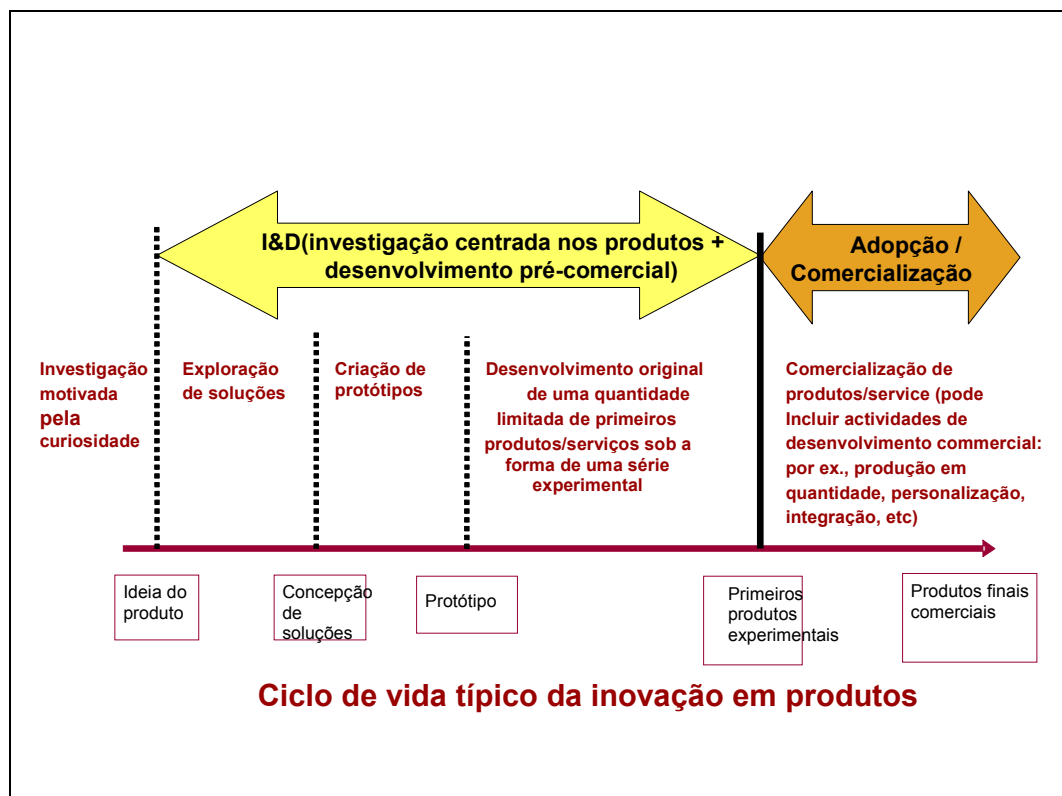 I&D(investigação centrada nos produtos +
desenvolvimento pré-comercial)
Adopção /
Comercialização
Investigação
motivada
pela
curiosidade
Exploração
de soluções
Criação de
protótipos
Desenvolvimento original
de uma quantidade
limitada de primeiros
produtos/serviços sob a
forma de uma série
experimental
Comercialização de
produtos/service (pode
Incluir actividades de
desenvolvimento commercial:
por ex., produção em
quantidade, personalização,
integração, etc)
Ideia do
produto
Concepção
de
soluções
Protótipo
Primeiros
produtos
experimentais
Produtos finais
comerciais
Ciclo de vida típico da inovação em produtos